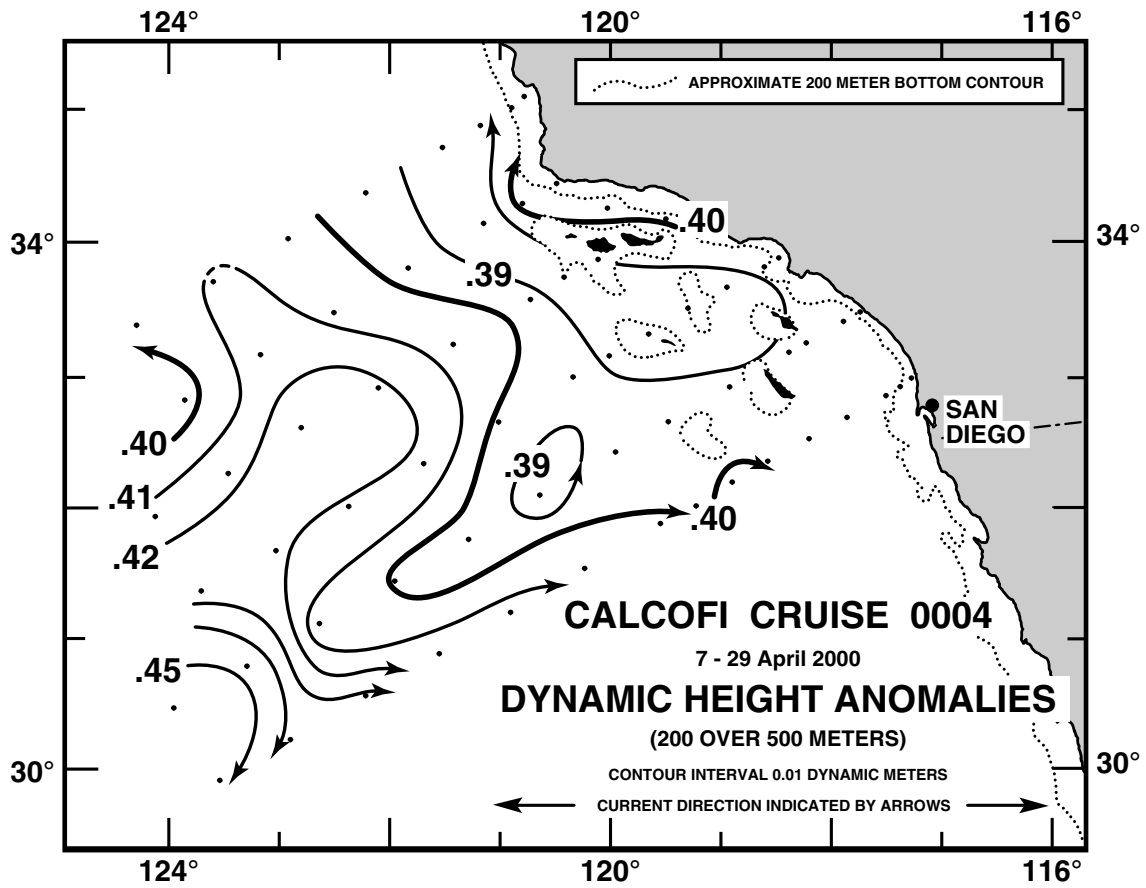 124° 120° 116°
APPROXIMATE 200 METER BOTTOM CONTOUR
.40
34° 34°
.39
SAN
DIEGO
.40
.39
.41
.40
.42
CALCOFI CRUISE 0004
7 - 29 April 2000
.45
DYNAMIC HEIGHT ANOMALIES
(200 OVER 500 METERS)
30° 30°
CONTOUR INTERVAL 0.01 DYNAMIC METERS
CURRENT DIRECTION INDICATED BY ARROWS
124° 120° 116°